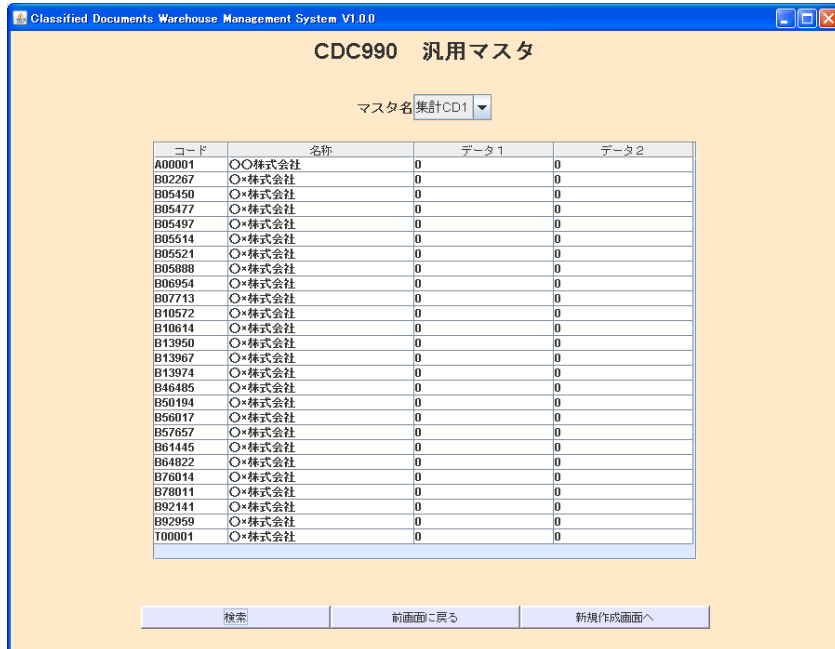 Classified Documents Warehouse Management System V1.0.0
CDC990　汎用マスタ
マスタ名 集計CD1
コード 名称 データ1 データ2
A00001 〇〇株式会社 0 0
B02267 〇×株式会社 0 0
B05450 〇×株式会社 0 0
B05477 〇×株式会社 0 0
B05497 〇×株式会社 0 0
B05514 〇×株式会社 0 0
B05521 〇×株式会社 0 0
B05888 〇×株式会社 0 0
B06954 〇×株式会社 0 0
B07713 〇×株式会社 0 0
B10572 〇×株式会社 0 0
B10614 〇×株式会社 0 0
B13950 〇×株式会社 0 0
B13967 〇×株式会社 0 0
B13974 〇×株式会社 0 0
B46485 〇×株式会社 0 0
B50194 〇×株式会社 0 0
B56017 〇×株式会社 0 0
B57657 〇×株式会社 0 0
B61445 〇×株式会社 0 0
B64822 〇×株式会社 0 0
B76014 〇×株式会社 0 0
B78011 〇×株式会社 0 0
B92141 〇×株式会社 0 0
B92959 〇×株式会社 0 0
T00001 〇×株式会社 0 0
検索 前画面に戻る 新規作成画面へ